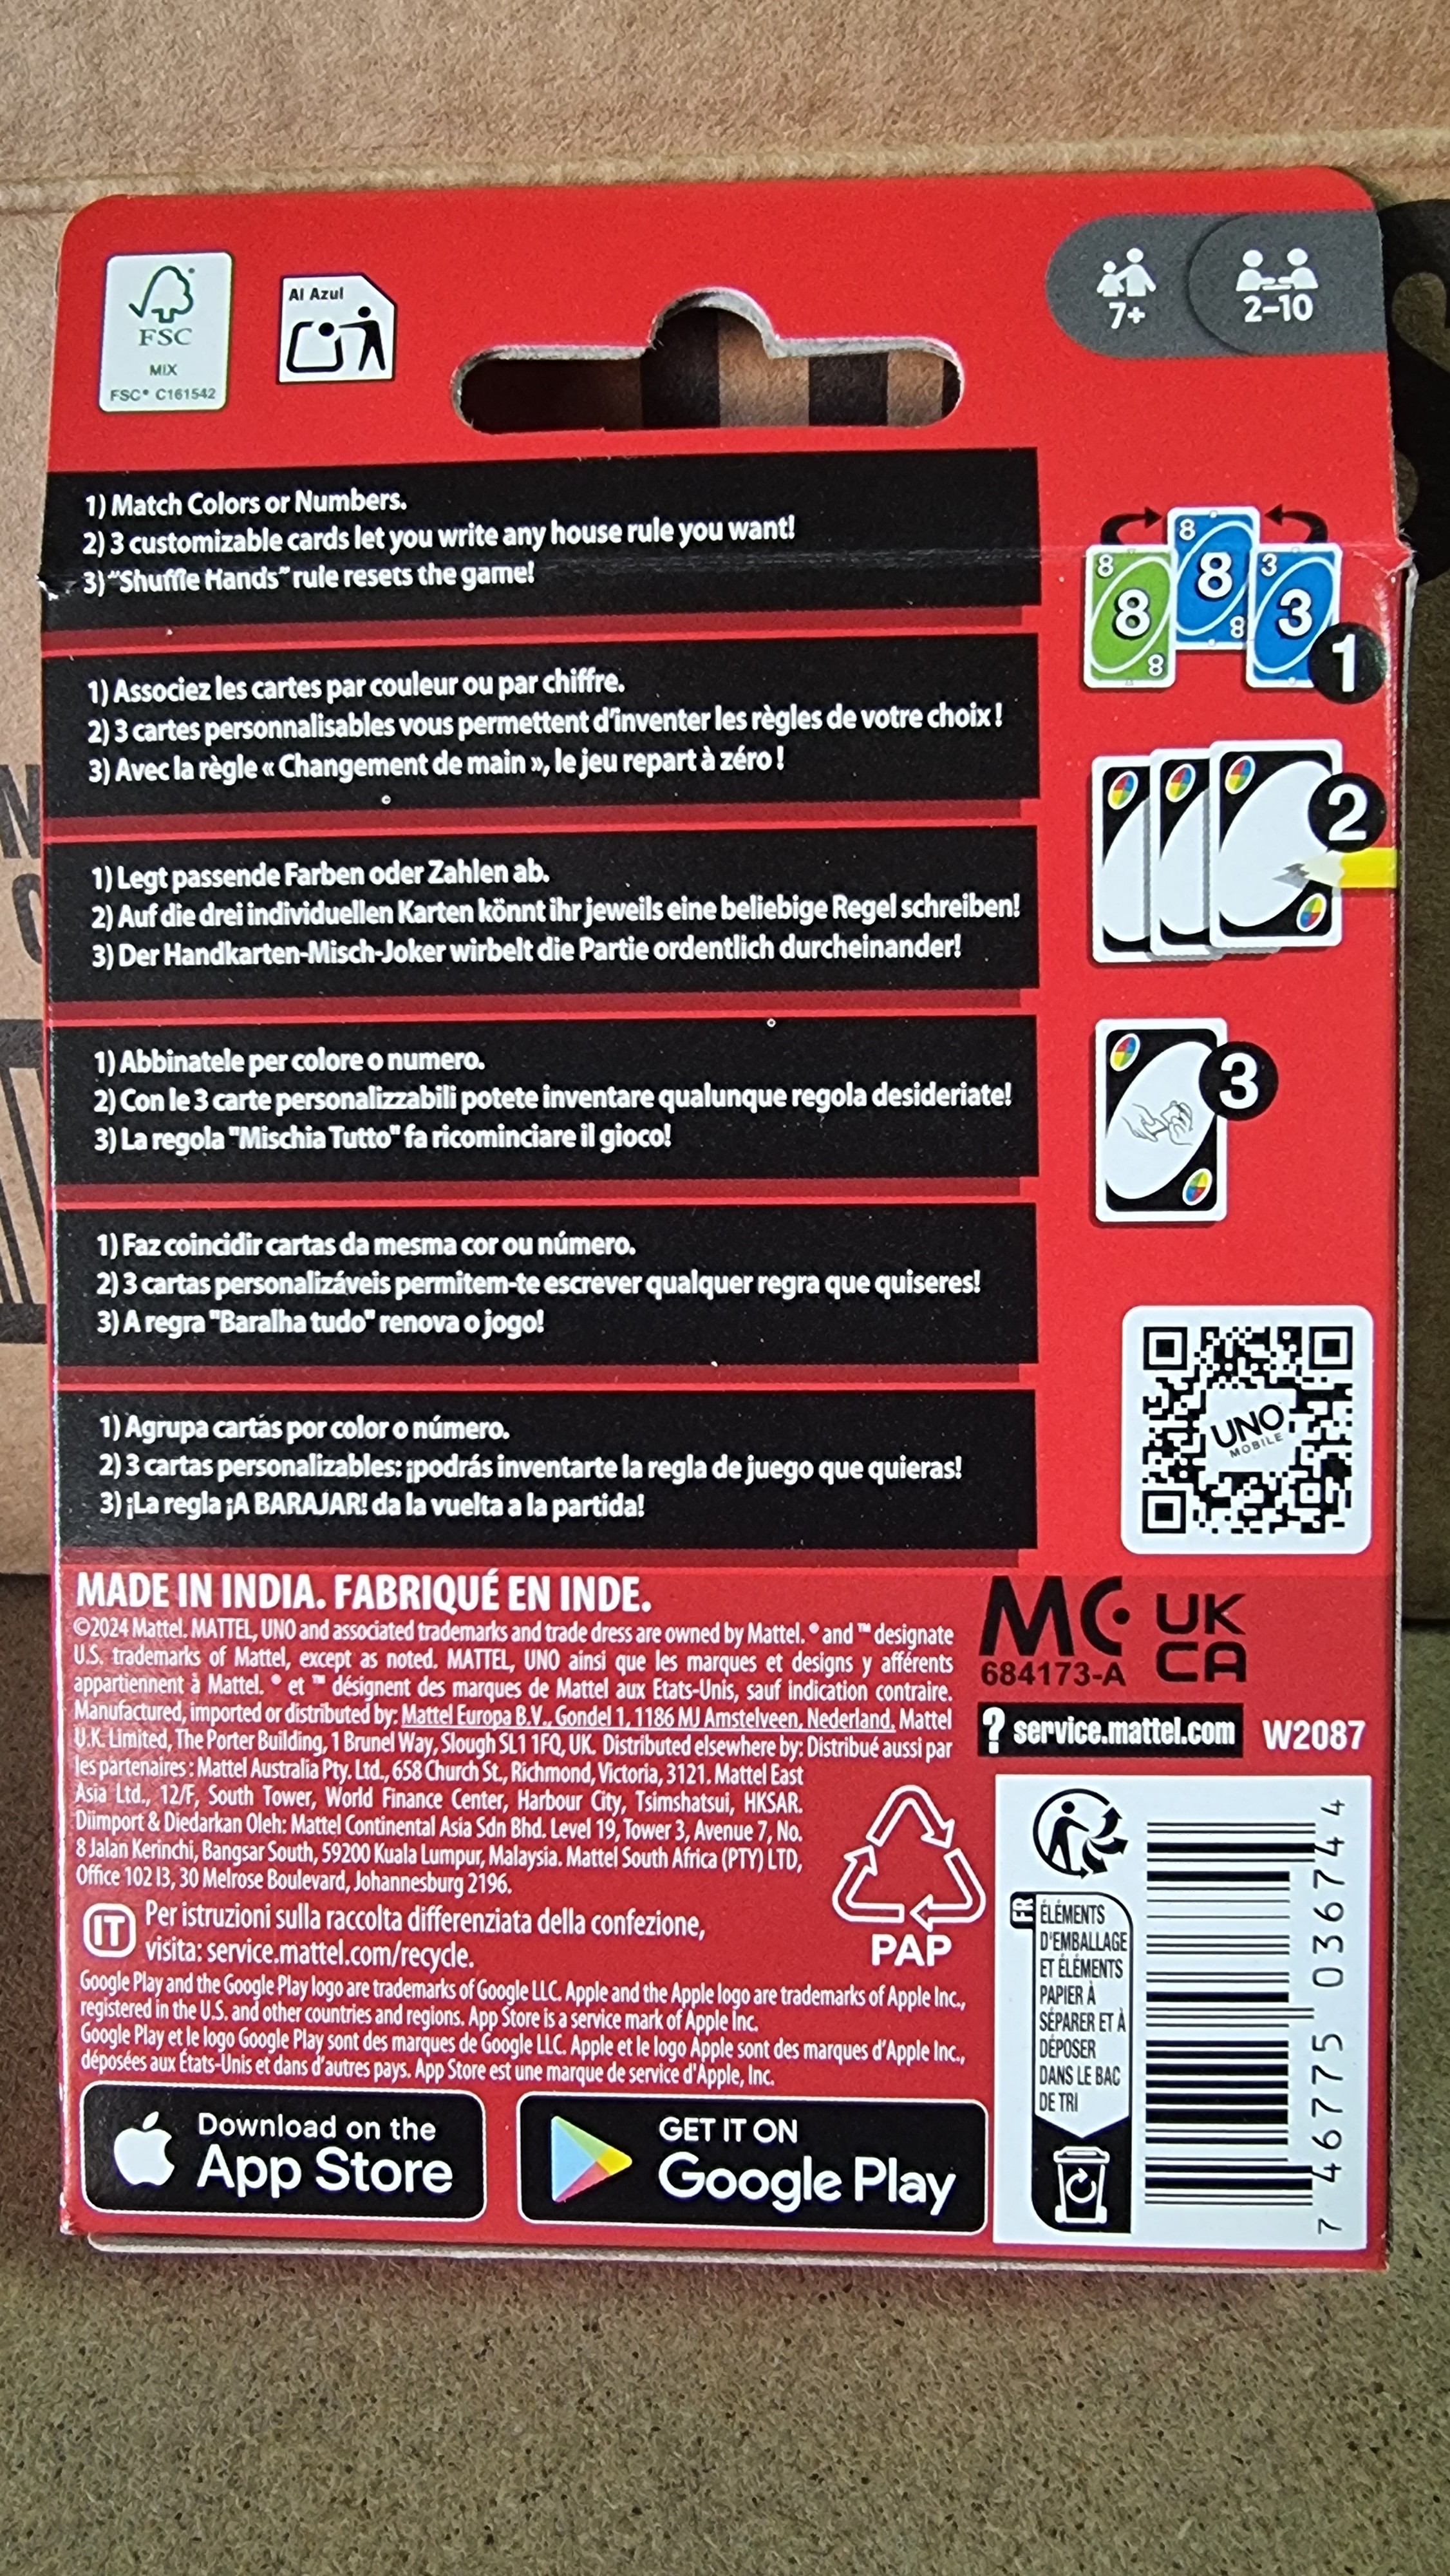 FSC
MIX
FSC® C161542
Al Azul
7+
2–10
1) Match Colors or Numbers.
2) 3 customizable cards let you write any house rule you want!
3) “Shuffle Hands” rule resets the game!
8
8
8
8
8
8
3
3
1
1) Associez les cartes par couleur ou par chiffre.
2) 3 cartes personnalisables vous permettent d’inventer les règles de votre choix !
3) Avec la règle « Changement de main », le jeu repart à zéro !
2
1) Legt passende Farben oder Zahlen ab.
2) Auf die drei individuellen Karten könnt ihr jeweils eine beliebige Regel schreiben!
3) Der Handkarten-Misch-Joker wirbelt die Partie ordentlich durcheinander!
1) Abbinatele per colore o numero.
2) Con le 3 carte personalizzabili potete inventare qualunque regola desideriate!
3) La regola "Mischia Tutto" fa ricominciare il gioco!
3
1) Faz coincidir cartas da mesma cor ou número.
2) 3 cartas personalizáveis permitem-te escrever qualquer regra que quiseres!
3) A regra "Baralha tudo" renova o jogo!
1) Agrupa cartas por color o número.
2) 3 cartas personalizables: ¡podrás inventarte la regla de juego que quieras!
3) ¡La regla ¡A BARAJAR! da la vuelta a la partida!
UNO
MOBILE
MADE IN INDIA. FABRIQUÉ EN INDE.
©2024 Mattel. MATTEL, UNO and associated trademarks and trade dress are owned by Mattel. ® and ™ designate
U.S. trademarks of Mattel, except as noted. MATTEL, UNO ainsi que les marques et designs y afférents
appartiennent à Mattel. ® et ™ désignent des marques de Mattel aux Etats-Unis, sauf indication contraire.
Manufactured, imported or distributed by: Mattel Europa B.V., Gondel 1, 1186 MJ Amstelveen, Nederland. Mattel
U.K. Limited, The Porter Building, 1 Brunel Way, Slough SL1 1FQ, UK. Distributed elsewhere by: Distribué aussi par
les partenaires : Mattel Australia Pty. Ltd., 658 Church St., Richmond, Victoria, 3121. Mattel East
Asia Ltd., 12/F, South Tower, World Finance Center, Harbour City, Tsimshatsui, HKSAR.
Diimport & Diedarkan Oleh: Mattel Continental Asia Sdn Bhd. Level 19, Tower 3, Avenue 7, No.
8 Jalan Kerinchi, Bangsar South, 59200 Kuala Lumpur, Malaysia. Mattel South Africa (PTY) LTD,
Office 102 I3, 30 Melrose Boulevard, Johannesburg 2196.
MC
684173-A
UK
CA
? service.mattel.com
W2087
IT
Per istruzioni sulla raccolta differenziata della confezione,
visita: service.mattel.com/recycle.
PAP
Google Play and the Google Play logo are trademarks of Google LLC. Apple and the Apple logo are trademarks of Apple Inc.,
registered in the U.S. and other countries and regions. App Store is a service mark of Apple Inc.
Google Play et le logo Google Play sont des marques de Google LLC. Apple et le logo Apple sont des marques d’Apple Inc.,
déposées aux États-Unis et dans d’autres pays. App Store est une marque de service d'Apple, Inc.
Download on the
App Store
GET IT ON
Google Play
FR
ÉLÉMENTS
D'EMBALLAGE
ET ÉLÉMENTS
PAPIER À
SÉPARER ET À
DÉPOSER
DANS LE BAC
DE TRI
7 46775 03674 4